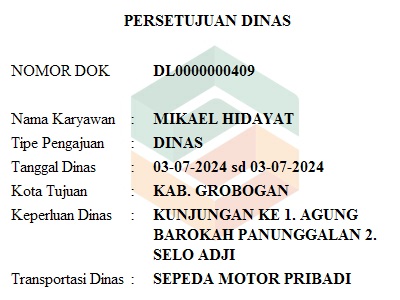 PERSETUJUAN DINAS
NOMOR DOK DL0000000409
Nama Karyawan : MIKAEL HIDAYAT
Tipe Pengajuan : DINAS
Tanggal Dinas : 03-07-2024 sd 03-07-2024
Kota Tujuan : KAB. GROBOGAN
Keperluan Dinas : KUNJUNGAN KE 1. AGUNG
BAROKAH PANUNGGALAN 2.
SELO ADJI
Transportasi Dinas : SEPEDA MOTOR PRIBADI